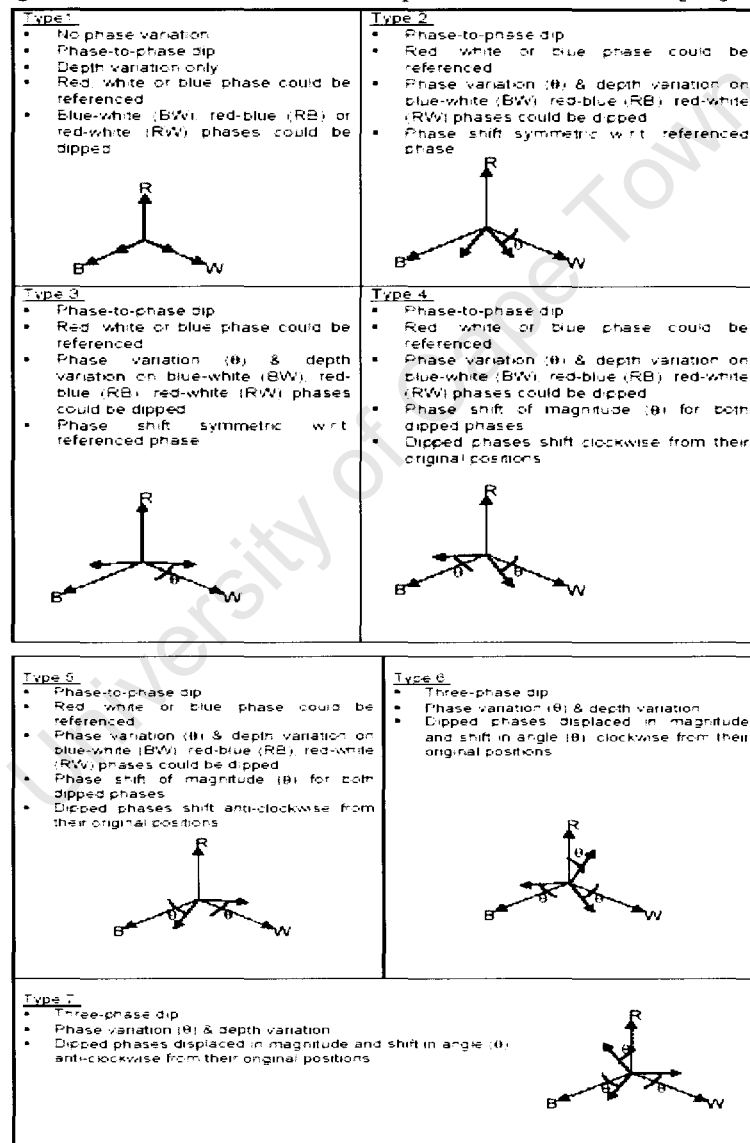 Type1
• No phase variation
• Phase-to-phase dip
• Depth variation only
• Red, white or blue phase could be
referenced
• Blue-white (BW), red-blue (RB) or
red-white (RW) phases could be
dipped
R
B
W
Type 2
• Phase-to-phase dip
• Red, white or blue phase could be
referenced
• Phase variation (θ) & depth variation on
blue-white (BW), red-blue (RB), red-white
(RW) phases could be dipped
• Phase shift symmetric w.r.t. referenced
phase
R
θ
B
W
Type 3
• Phase-to-phase dip
• Red, white or blue phase could be
referenced
• Phase variation (θ) & depth
variation on blue-white (BW), red-
blue (RB), red-white (RW) phases
could be dipped
• Phase shift symmetric w.r.t.
referenced phase
R
θ
B
W
Type 4
• Phase-to-phase dip
• Red, white or blue phase could be
referenced
• Phase variation (θ) & depth variation on
blue-white (BW), red-blue (RB), red-white
(RW) phases could be dipped
• Phase shift of magnitude (θ) for both
dipped phases
• Dipped phases shift clockwise from their
original positions
R
θ θ
B
W
Type 5
• Phase-to-phase dip
• Red, white or blue phase could be
referenced
• Phase variation (θ) & depth variation on
blue-white (BW), red-blue (RB), red-white
(RW) phases could be dipped
• Phase shift of magnitude (θ) for both
dipped phases
• Dipped phases shift anti-clockwise from
their original positions
R
θ θ
B
W
Type 6
• Three-phase dip
• Phase variation (θ) & depth variation
• Dipped phases displaced in magnitude
and shift in angle (θ) clockwise from their
original positions
R
θ
θ θ
B
W
Type 7
• Three-phase dip
• Phase variation (θ) & depth variation
• Dipped phases displaced in magnitude and shift in angle (θ)
anti-clockwise from their original positions
R
θ
θ θ
B
W
University of Cape Town